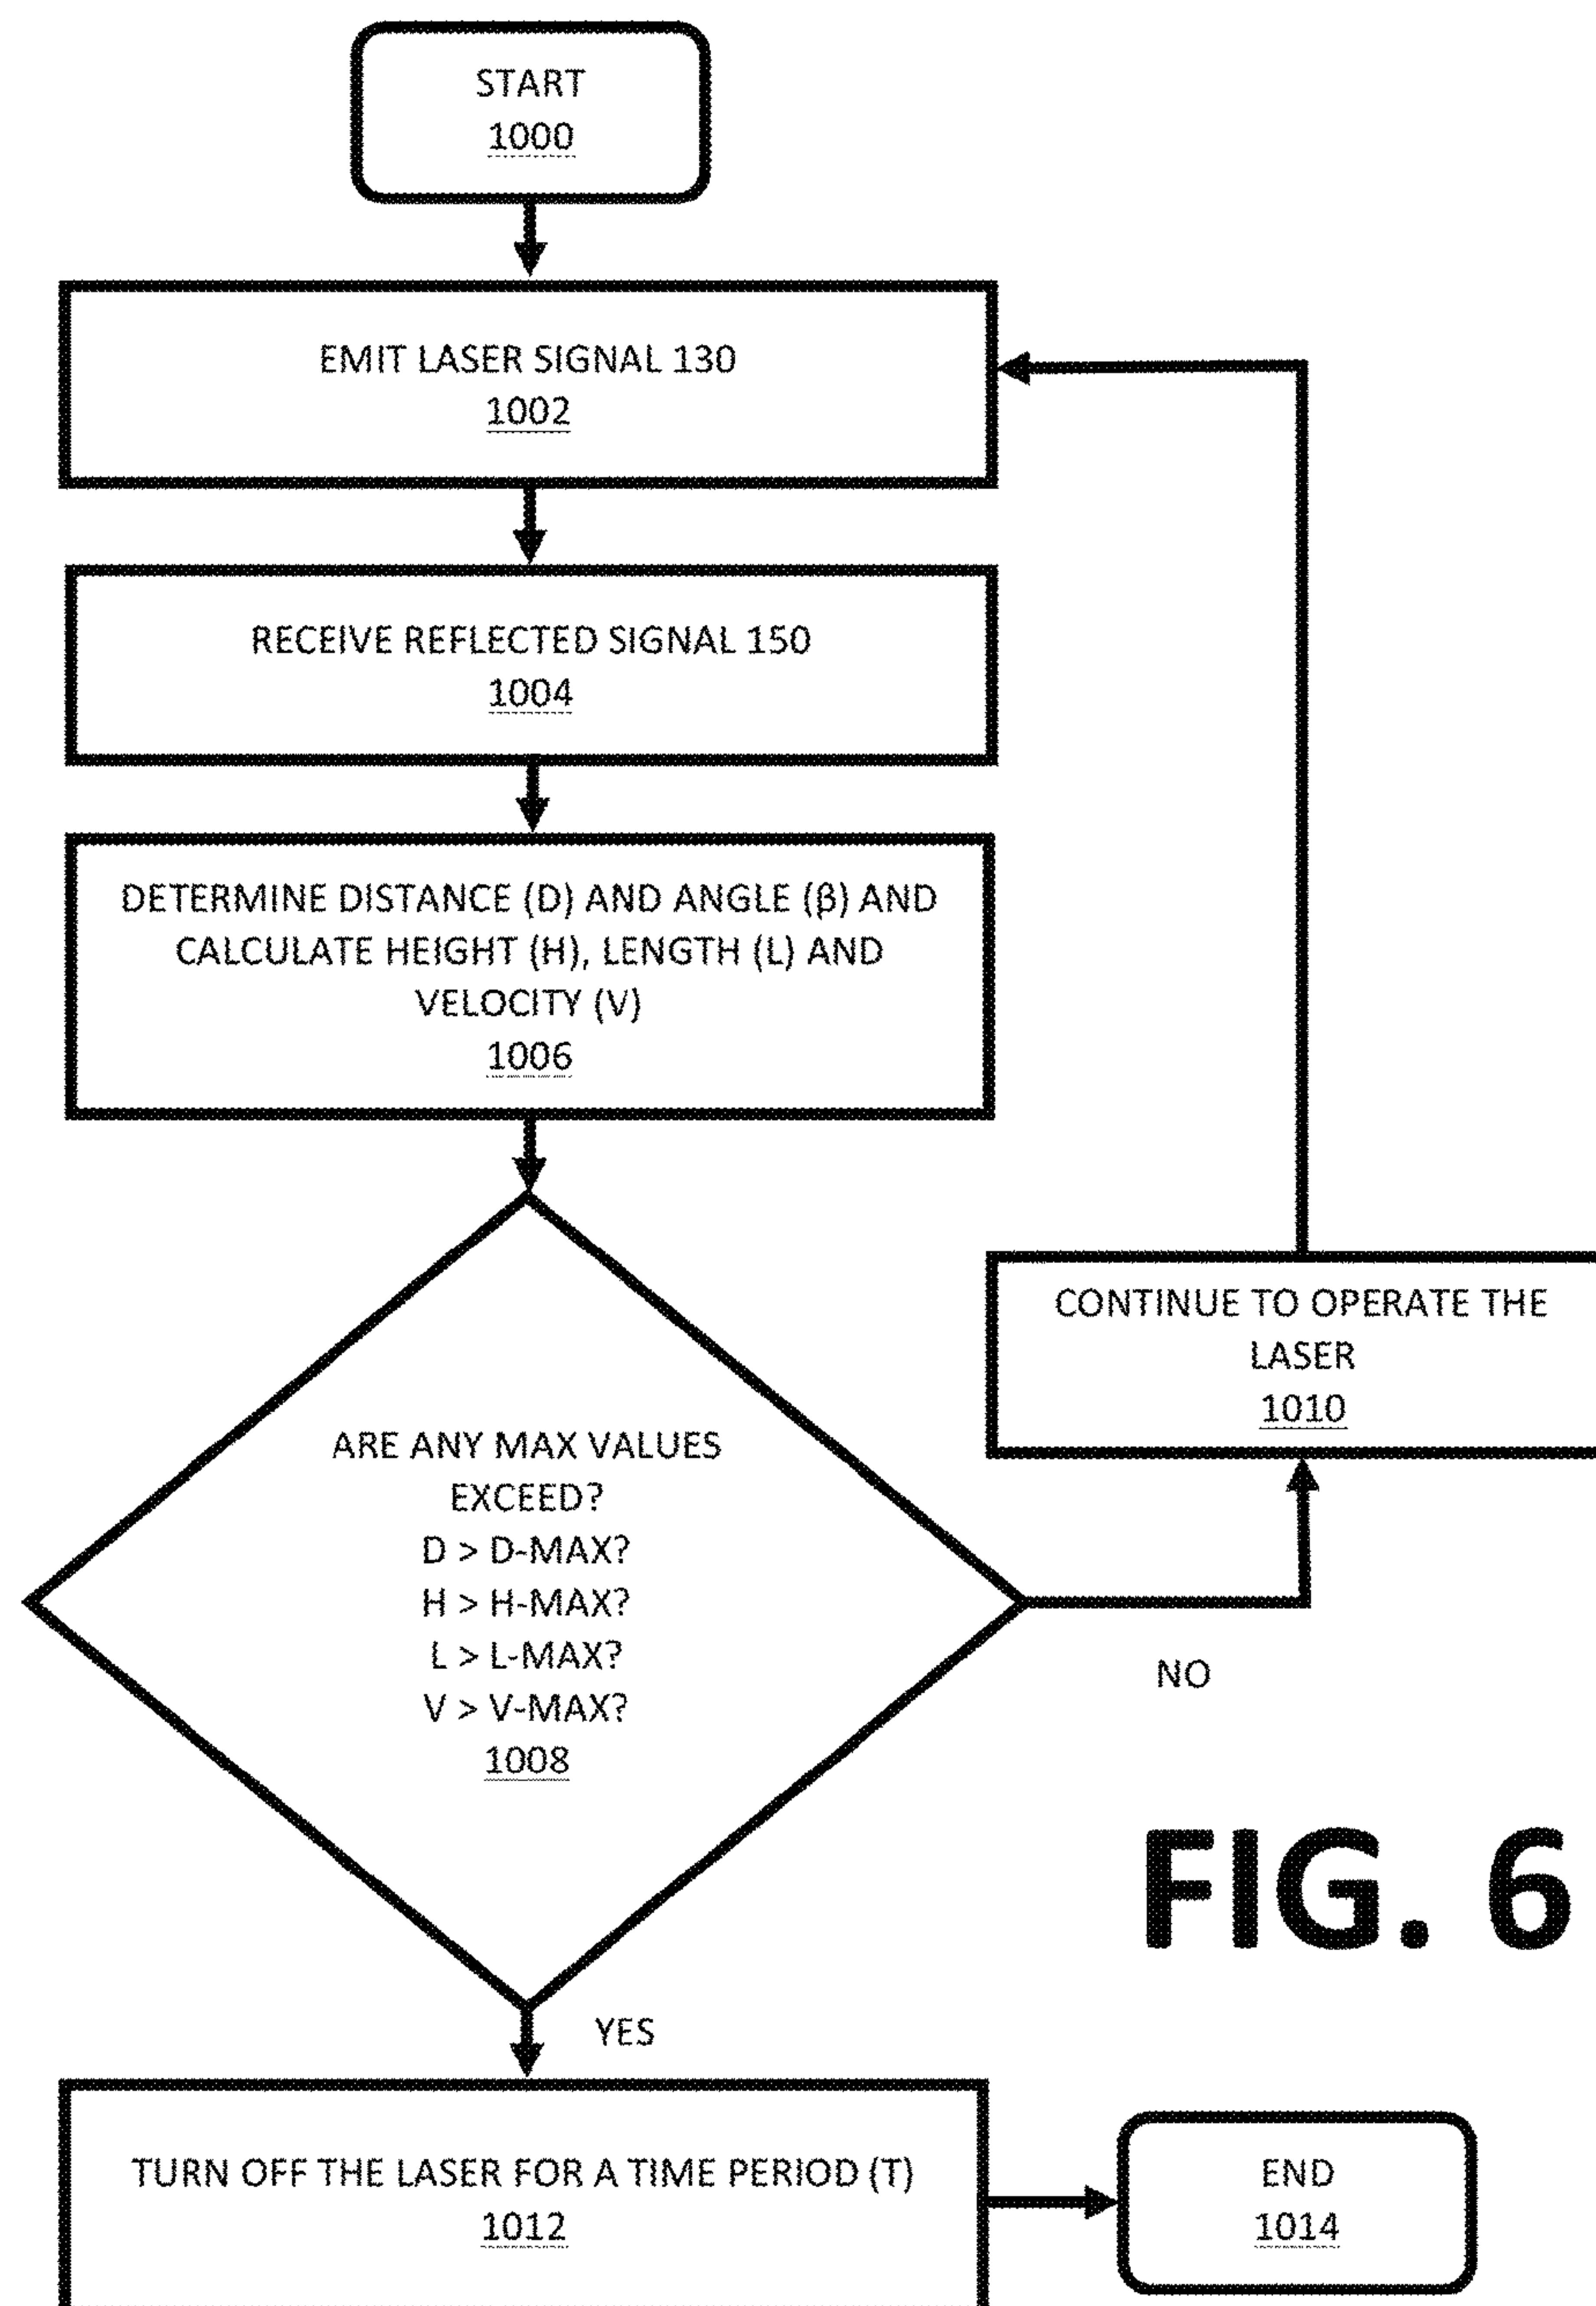 START
1000
EMIT LASER SIGNAL 130
1002
RECEIVE REFLECTED SIGNAL 150
1004
DETERMINE DISTANCE (D) AND ANGLE (β) AND
CALCULATE HEIGHT (H), LENGTH (L) AND
VELOCITY (V)
1006
CONTINUE TO OPERATE THE
LASER
1010
ARE ANY MAX VALUES
EXCEED?
D > D-MAX?
H > H-MAX?
L > L-MAX?
V > V-MAX?
1008
NO
FIG. 6
YES
TURN OFF THE LASER FOR A TIME PERIOD (T)
1012
END
1014